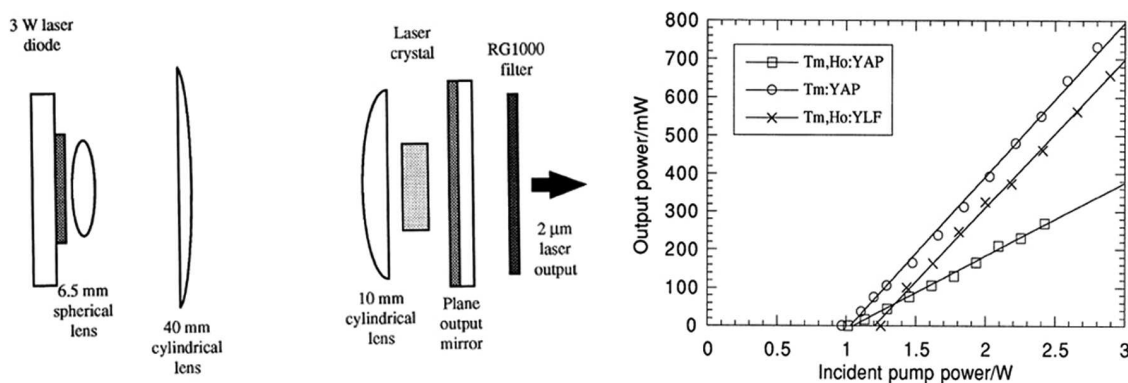 3 W laser
diode
6.5 mm
spherical
lens
40 mm
cylindrical
lens
Laser
crystal
10 mm
cylindrical
lens
Plane
output
mirror
RG1000
filter
2 μm
laser
output
Output power/mW
800
700
600
500
400
300
200
100
0
Tm,Ho:YAP
Tm:YAP
Tm,Ho:YLF
0 0.5 1 1.5 2 2.5 3
Incident pump power/W